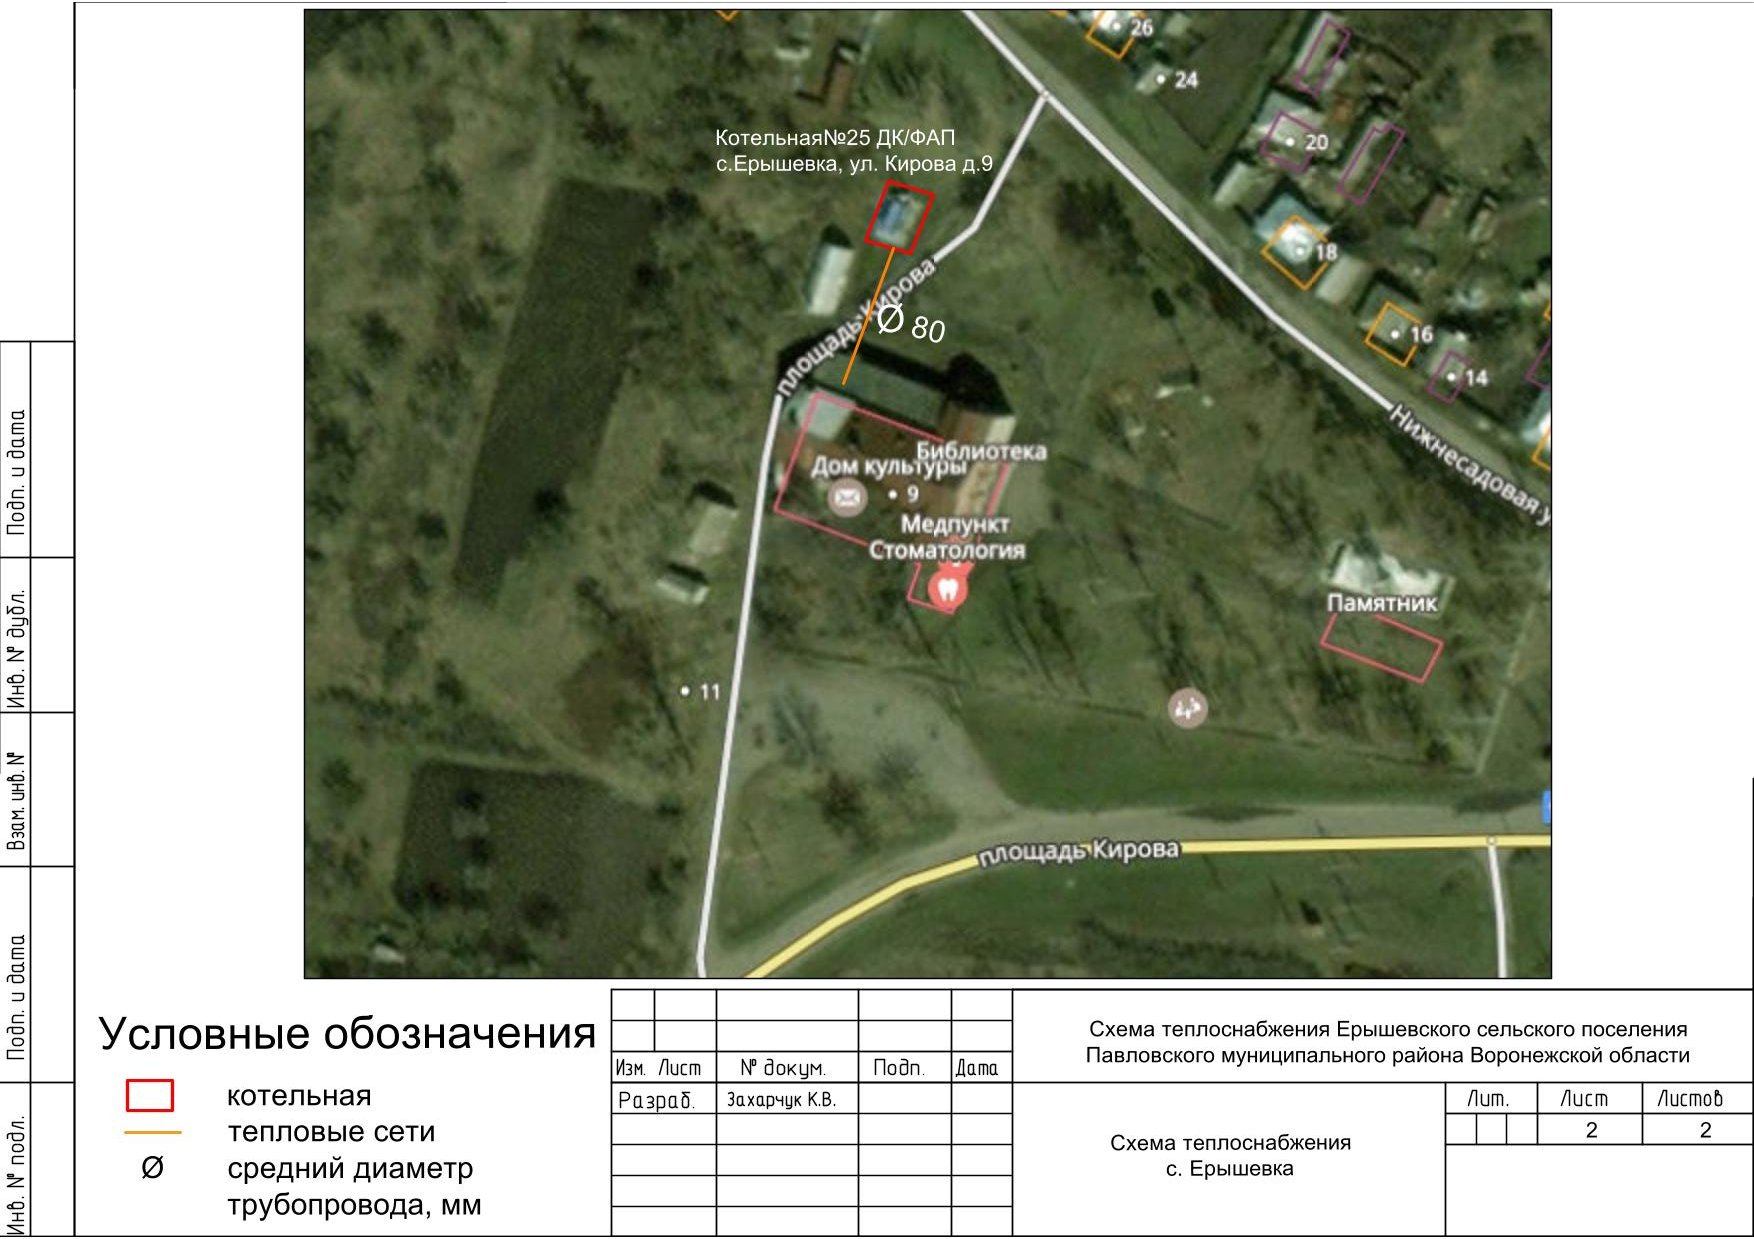 26
24
20
Котельная№25 ДК/ФАП
с.Ерышевка, ул. Кирова д.9
18
площадь Кирова
Ø 80
16
14
Нижнесадовая у
Библиотека
Дом культуры
9
Медпункт
Стоматология
Памятник
11
площадь Кирова
Подп. и дата
Инв. № дубл.
Взам. инв. №
Подп. и дата
Инв. № подл.
Условные обозначения
котельная
тепловые сети
Ø средний диаметр
трубопровода, мм
Изм. Лист № докум. Подп. Дата
Разраб. Захарчук К.В.
Схема теплоснабжения Ерышевского сельского поселения
Павловского муниципального района Воронежской области
Схема теплоснабжения
с. Ерышевка
Лит. Лист Листов
2 2